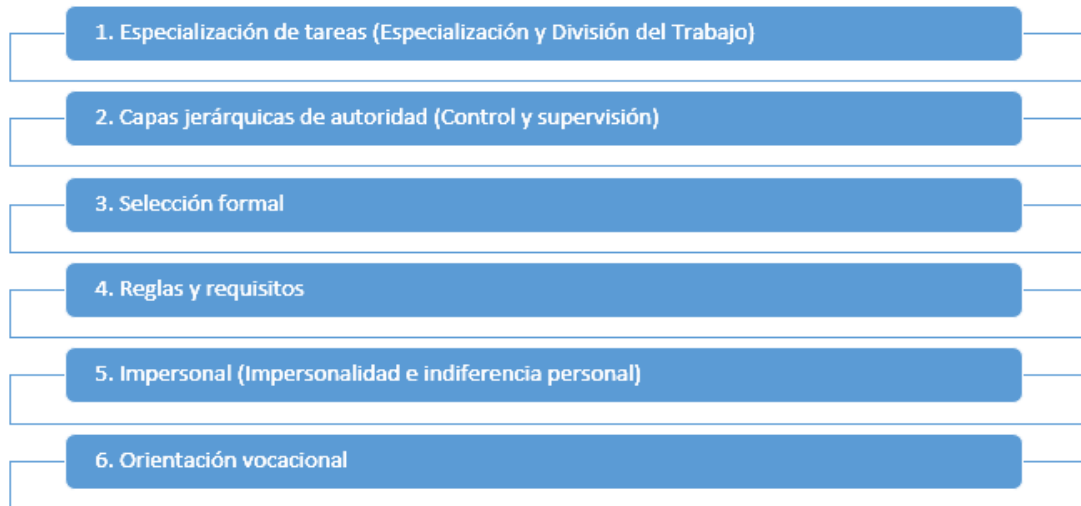 1. Especialización de tareas (Especialización y División del Trabajo)
2. Capas jerárquicas de autoridad (Control y supervisión)
3. Selección formal
4. Reglas y requisitos
5. Impersonal (Impersonalidad e indiferencia personal)
6. Orientación vocacional